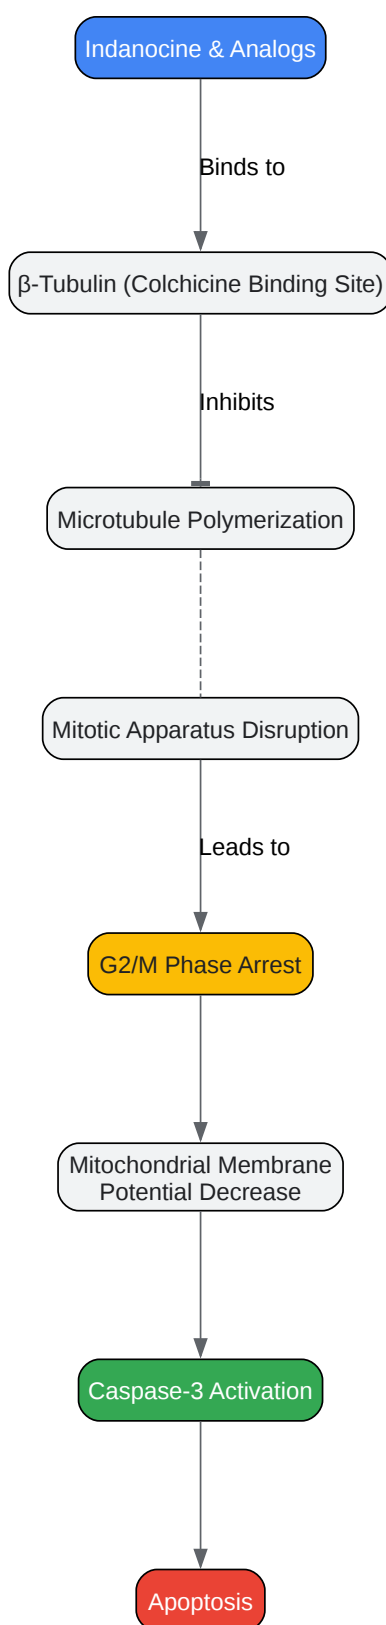 Indanocine & Analogs
Binds to
β-Tubulin (Colchicine Binding Site)
Inhibits
Microtubule Polymerization
Mitotic Apparatus Disruption
Leads to
G2/M Phase Arrest
Mitochondrial Membrane
Potential Decrease
Caspase-3 Activation
Apoptosis